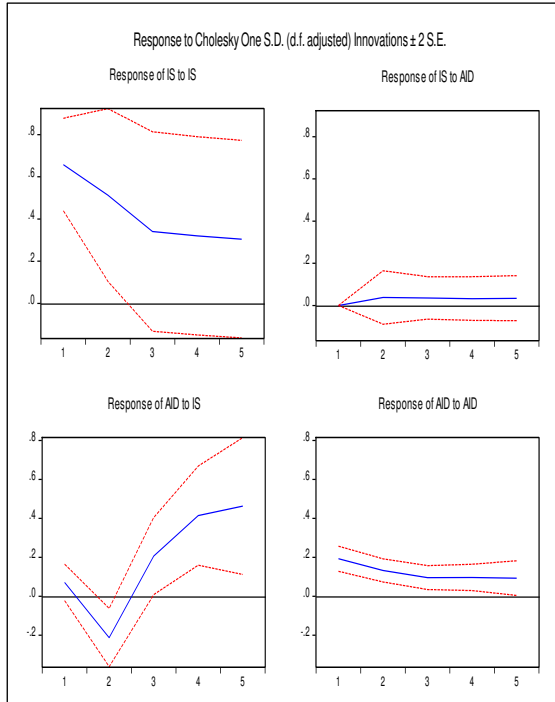 Response to Cholesky One S.D. (d.f. adjusted) Innovations ± 2 S.E.
Response of IS to IS
.8
.6
.4
.2
.0
1 2 3 4 5
Response of IS to AID
.8
.6
.4
.2
.0
1 2 3 4 5
Response of AID to IS
.8
.6
.4
.2
.0
-.2
1 2 3 4 5
Response of AID to AID
.8
.6
.4
.2
.0
-.2
1 2 3 4 5